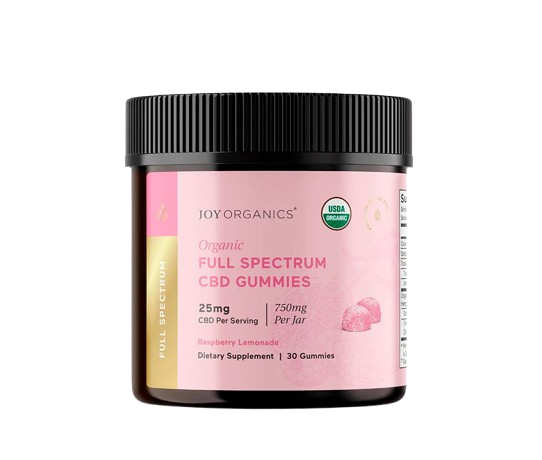 JOY ORGANICS®
USDA
ORGANIC
Organic
FULL SPECTRUM
CBD GUMMIES
25mg
CBD Per Serving
750mg
Per Jar
Raspberry Lemonade
Dietary Supplement | 30 Gummies
FULL SPECTRUM